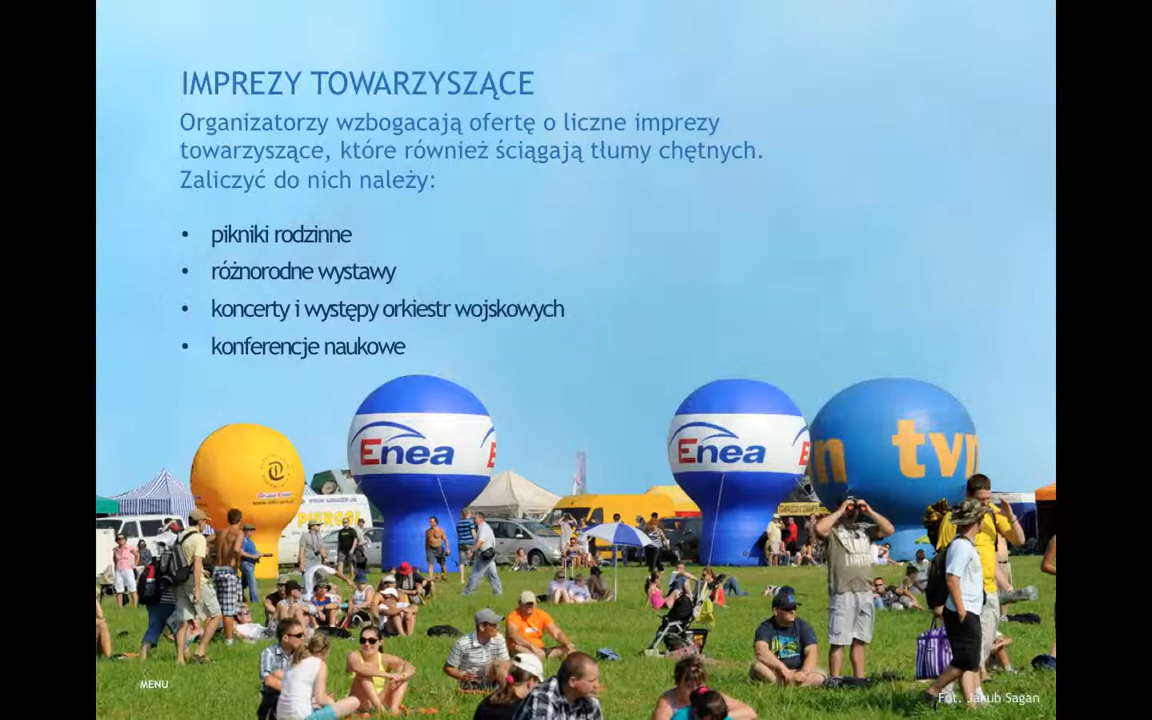 IMPREZY TOWARZYSZĄCE
Organizatorzy wzbogacają ofertę o liczne imprezy
towarzyszące, które również ściągają tłumy chętnych.
Zaliczyć do nich należy:
• pikniki rodzinne
• różnorodne wystawy
• koncerty i występy orkiestr wojskowych
• konferencje naukowe
Enea
E
Enea
E
n
tvn
PIEROGI
MENU
Fot. Jakub Sagan